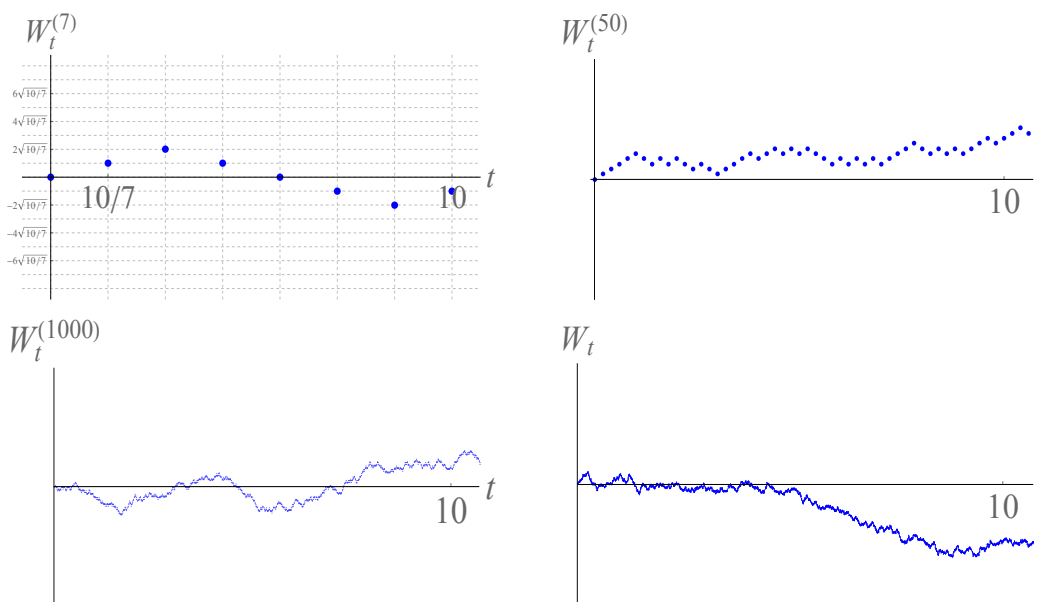 W_t^{(7)}
6√10/7
4√10/7
2√10/7
−2√10/7
−4√10/7
−6√10/7
10/7
10
t
W_t^{(50)}
10
W_t^{(1000)}
10
t
W_t
10